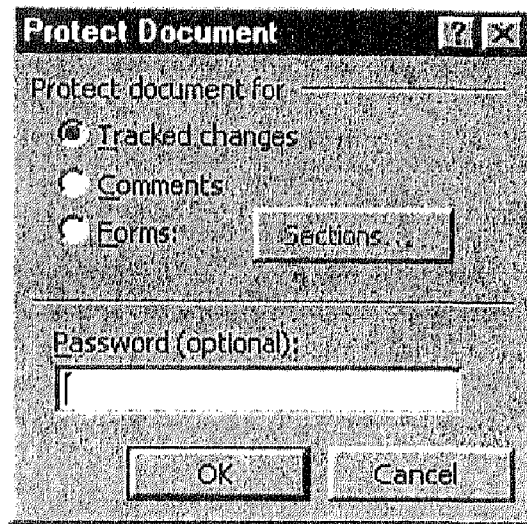 Protect Document ? X
Protect document for
Tracked changes
Comments
Forms: Sections...
Password (optional):
OK Cancel